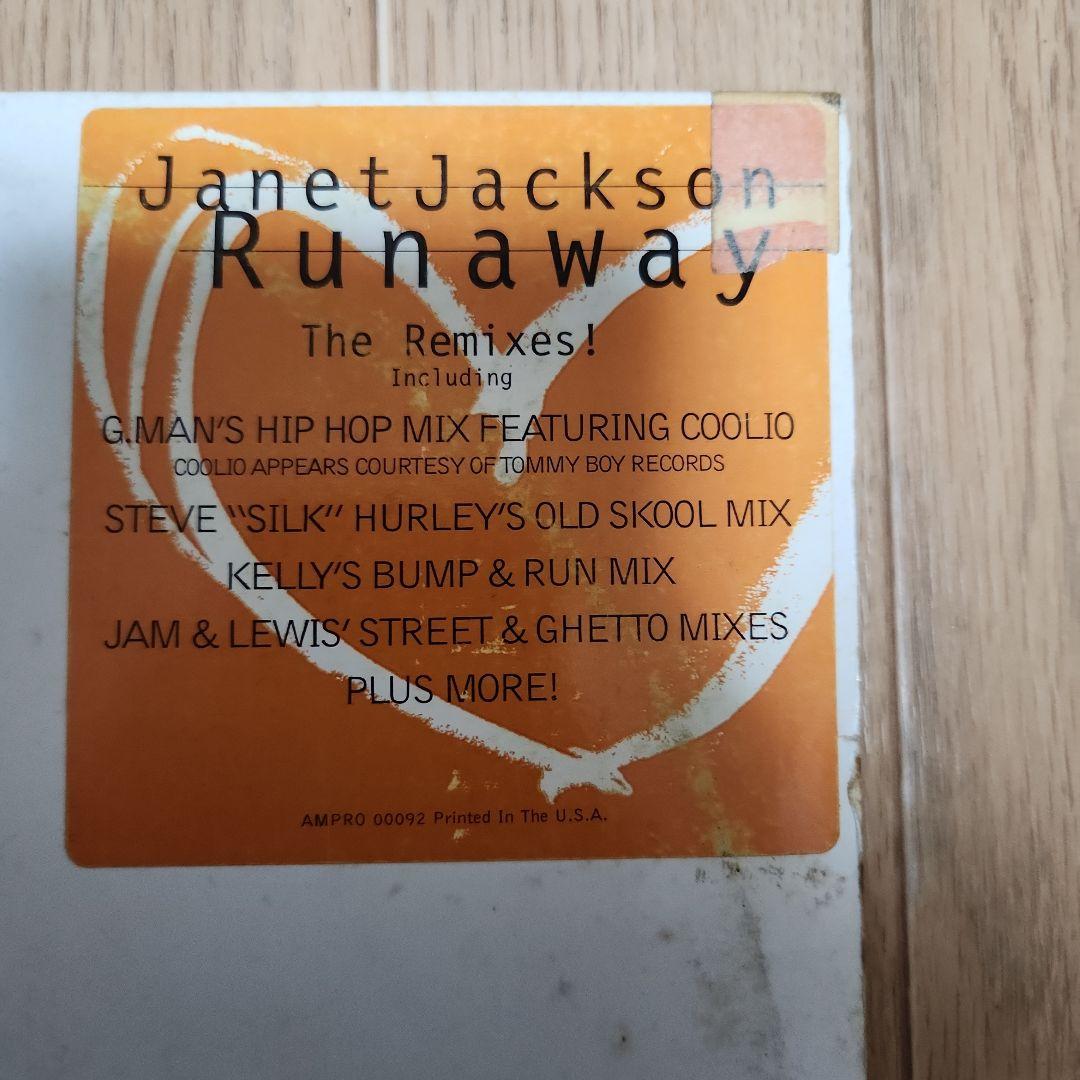 Janet Jackson
Runaway
The Remixes!
Including
G.MAN'S HIP HOP MIX FEATURING COOLIO
COOLIO APPEARS COURTESY OF TOMMY BOY RECORDS
STEVE "SILK" HURLEY'S OLD SKOOL MIX
KELLY'S BUMP & RUN MIX
JAM & LEWIS' STREET & GHETTO MIXES
PLUS MORE!
AMPRO 00092 Printed In The U.S.A.